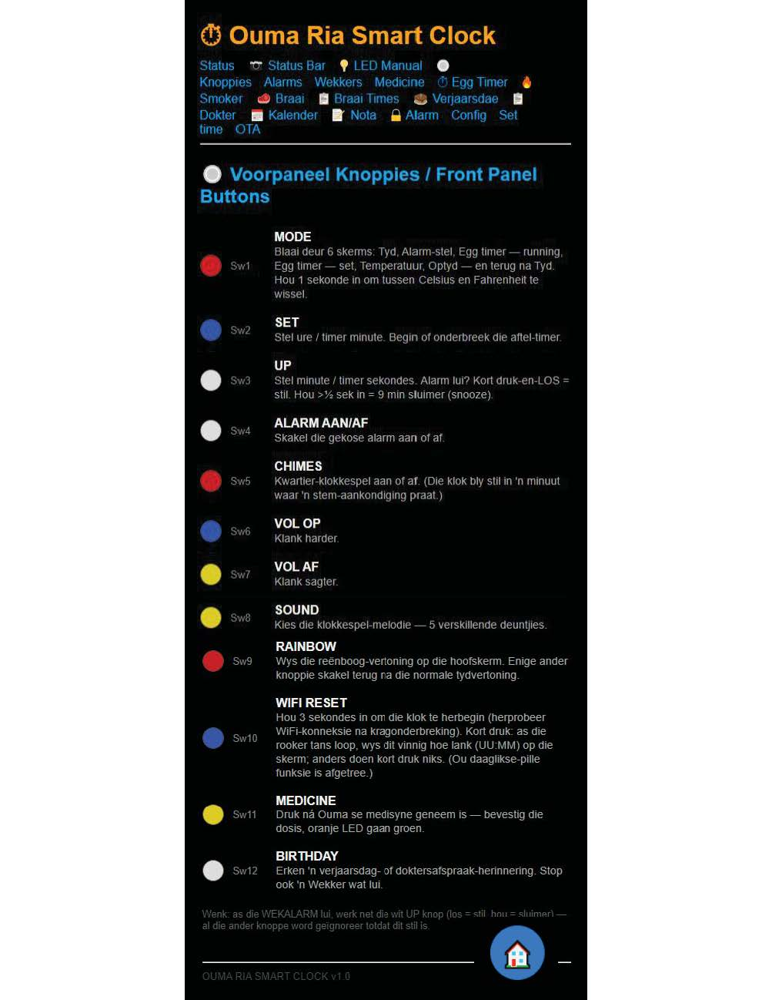 Ouma Ria Smart Clock
Status Status Bar LED Manual
Knoppies Alarms Wekkers Medicine Egg Timer
Smoker Braai Braai Times Verjaarsdae
Dokter Kalender Nota Alarm Config Set
time OTA
Voorpaneel Knoppies / Front Panel
Buttons
MODE
Sw1
Blaai deur 6 skerms: Tyd, Alarm-stel, Egg timer — running,
Egg timer — set, Temperatuur, Optyd — en terug na Tyd.
Hou 1 sekonde in om tussen Celsius en Fahrenheit te
wissel.
SET
Sw2
Stel ure / timer minute. Begin of onderbreek die aftel-timer.
UP
Sw3
Stel minute / timer sekondes. Alarm lui? Kort druk-en-LOS =
stil. Hou >½ sek in = 9 min sluimer (snooze).
ALARM AAN/AF
Sw4
Skakel die gekose alarm aan of af.
CHIMES
Sw5
Kwartier-klokkespel aan of af. (Die klok bly stil in 'n minuut
waar 'n stem-aankondiging praat.)
VOL OP
Sw6
Klank harder.
VOL AF
Sw7
Klank sagter.
SOUND
Sw8
Kies die klokkespel-melodie — 5 verskillende deuntjies.
RAINBOW
Sw9
Wys die reënboog-vertoning op die hoofskerm. Enige ander
knoppie skakel terug na die normale tydvertoning.
WIFI RESET
Sw10
Hou 3 sekondes in om die klok te herbegin (herprobeer
WiFi-konneksie na kragonderbreking). Kort druk: as die
rooker tans loop, wys dit vinnig hoe lank (UU:MM) op die
skerm; anders doen kort druk niks. (Ou daaglikse-pille
funksie is afgetree.)
MEDICINE
Sw11
Druk ná Ouma se medisyne geneem is — bevestig die
dosis, oranje LED gaan groen.
BIRTHDAY
Sw12
Erken 'n verjaarsdag- of doktersafspraak-herinnering. Stop
ook 'n Wekker wat lui.
Wenk: as die WEKALARM lui, werk net die wit UP knop (los = stil, hou = sluimer) —
al die ander knoppe word geïgnoreer totdat dit stil is.
OUMA RIA SMART CLOCK v1.0